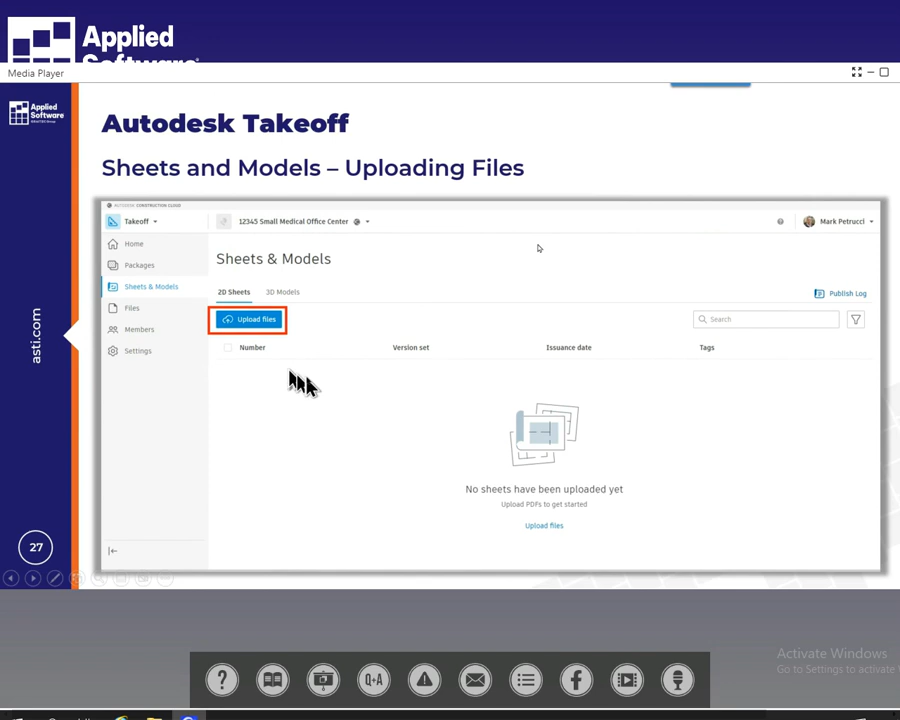 Applied
Software
Media Player
Applied
Software
Autodesk Takeoff
Sheets and Models – Uploading Files
AUTODESK CONSTRUCTION CLOUD
Takeoff
12345 Small Medical Office Center
Mark Petrucci
Home
Packages
Sheets & Models
Files
Members
Settings
Sheets & Models
2D Sheets
3D Models
Publish Log
Upload files
Search
Number
Version set
Issuance date
Tags
No sheets have been uploaded yet
Upload PDFs to get started
Upload files
asti.com
27
Activate Windows
Go to Settings to activate
?
Q+A